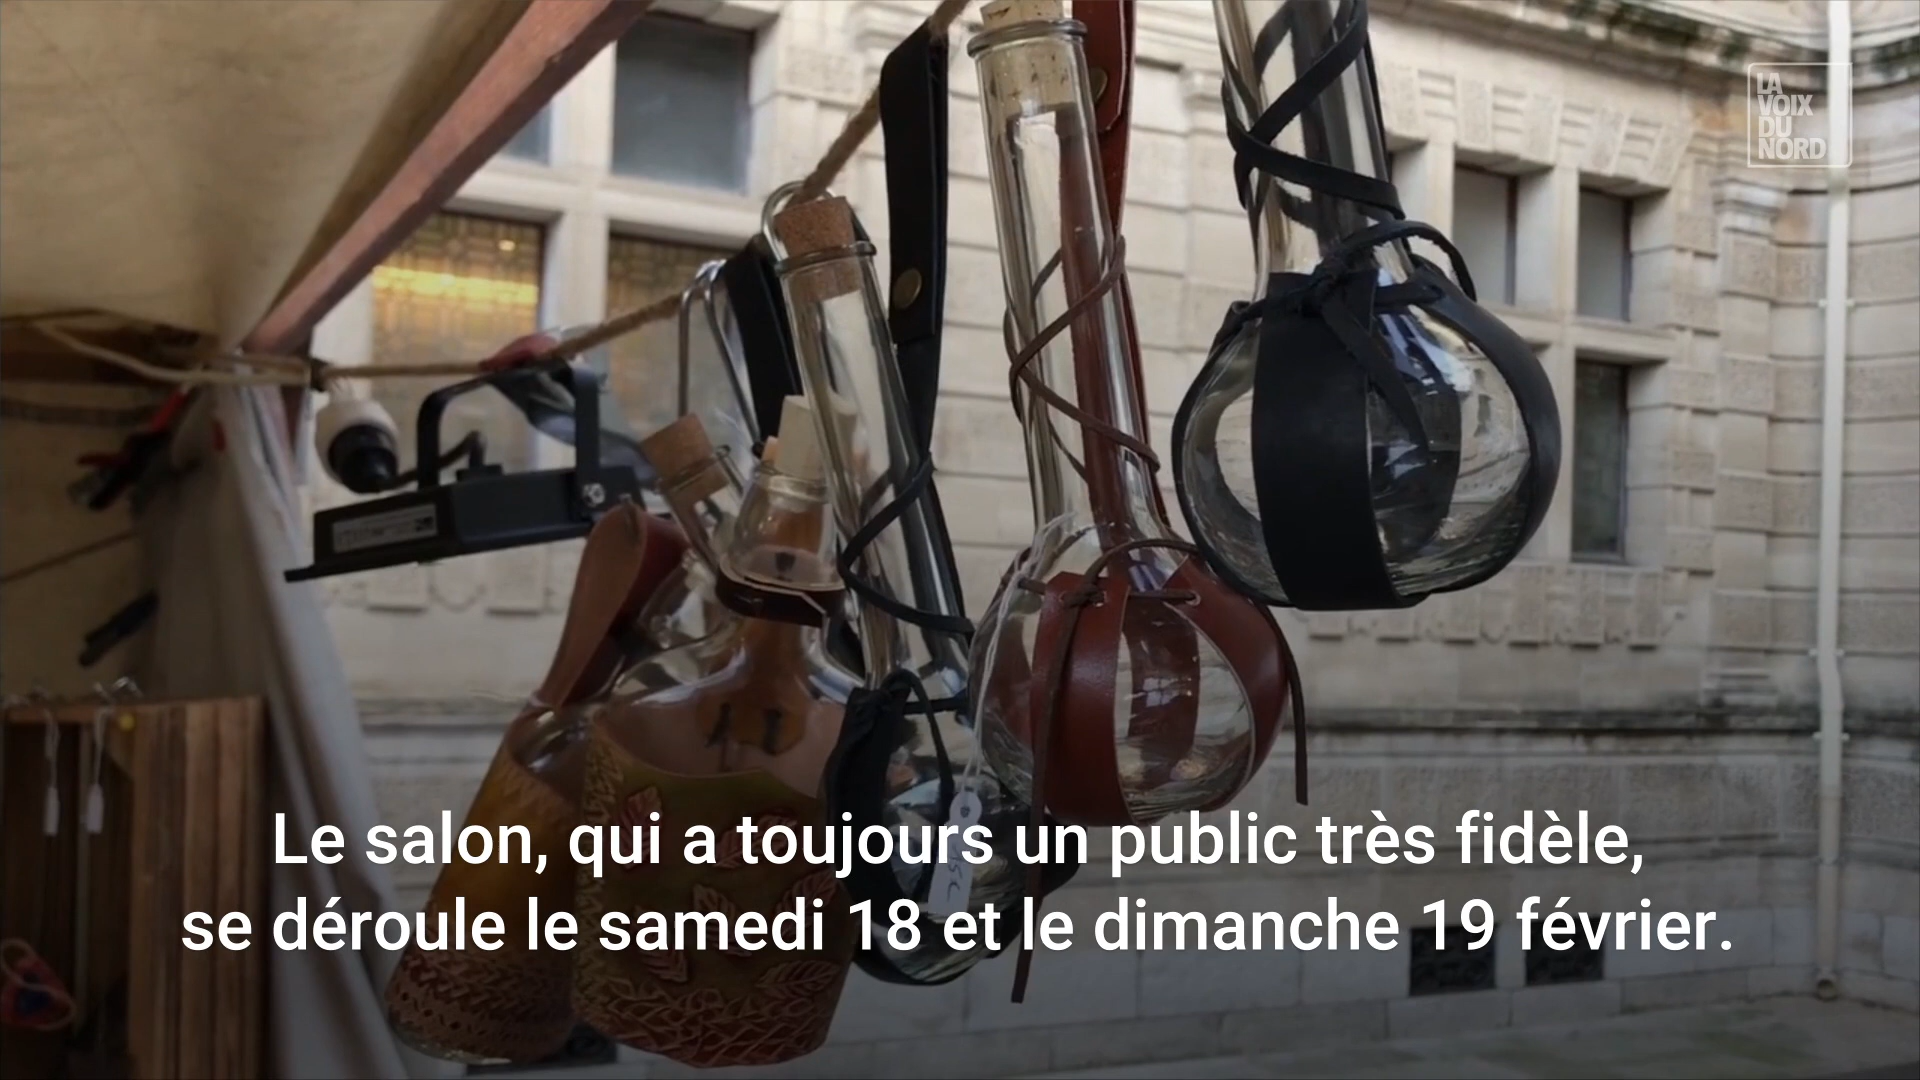 LA
VOIX
DU
NORD
Le salon, qui a toujours un public très fidèle,
se déroule le samedi 18 et le dimanche 19 février.